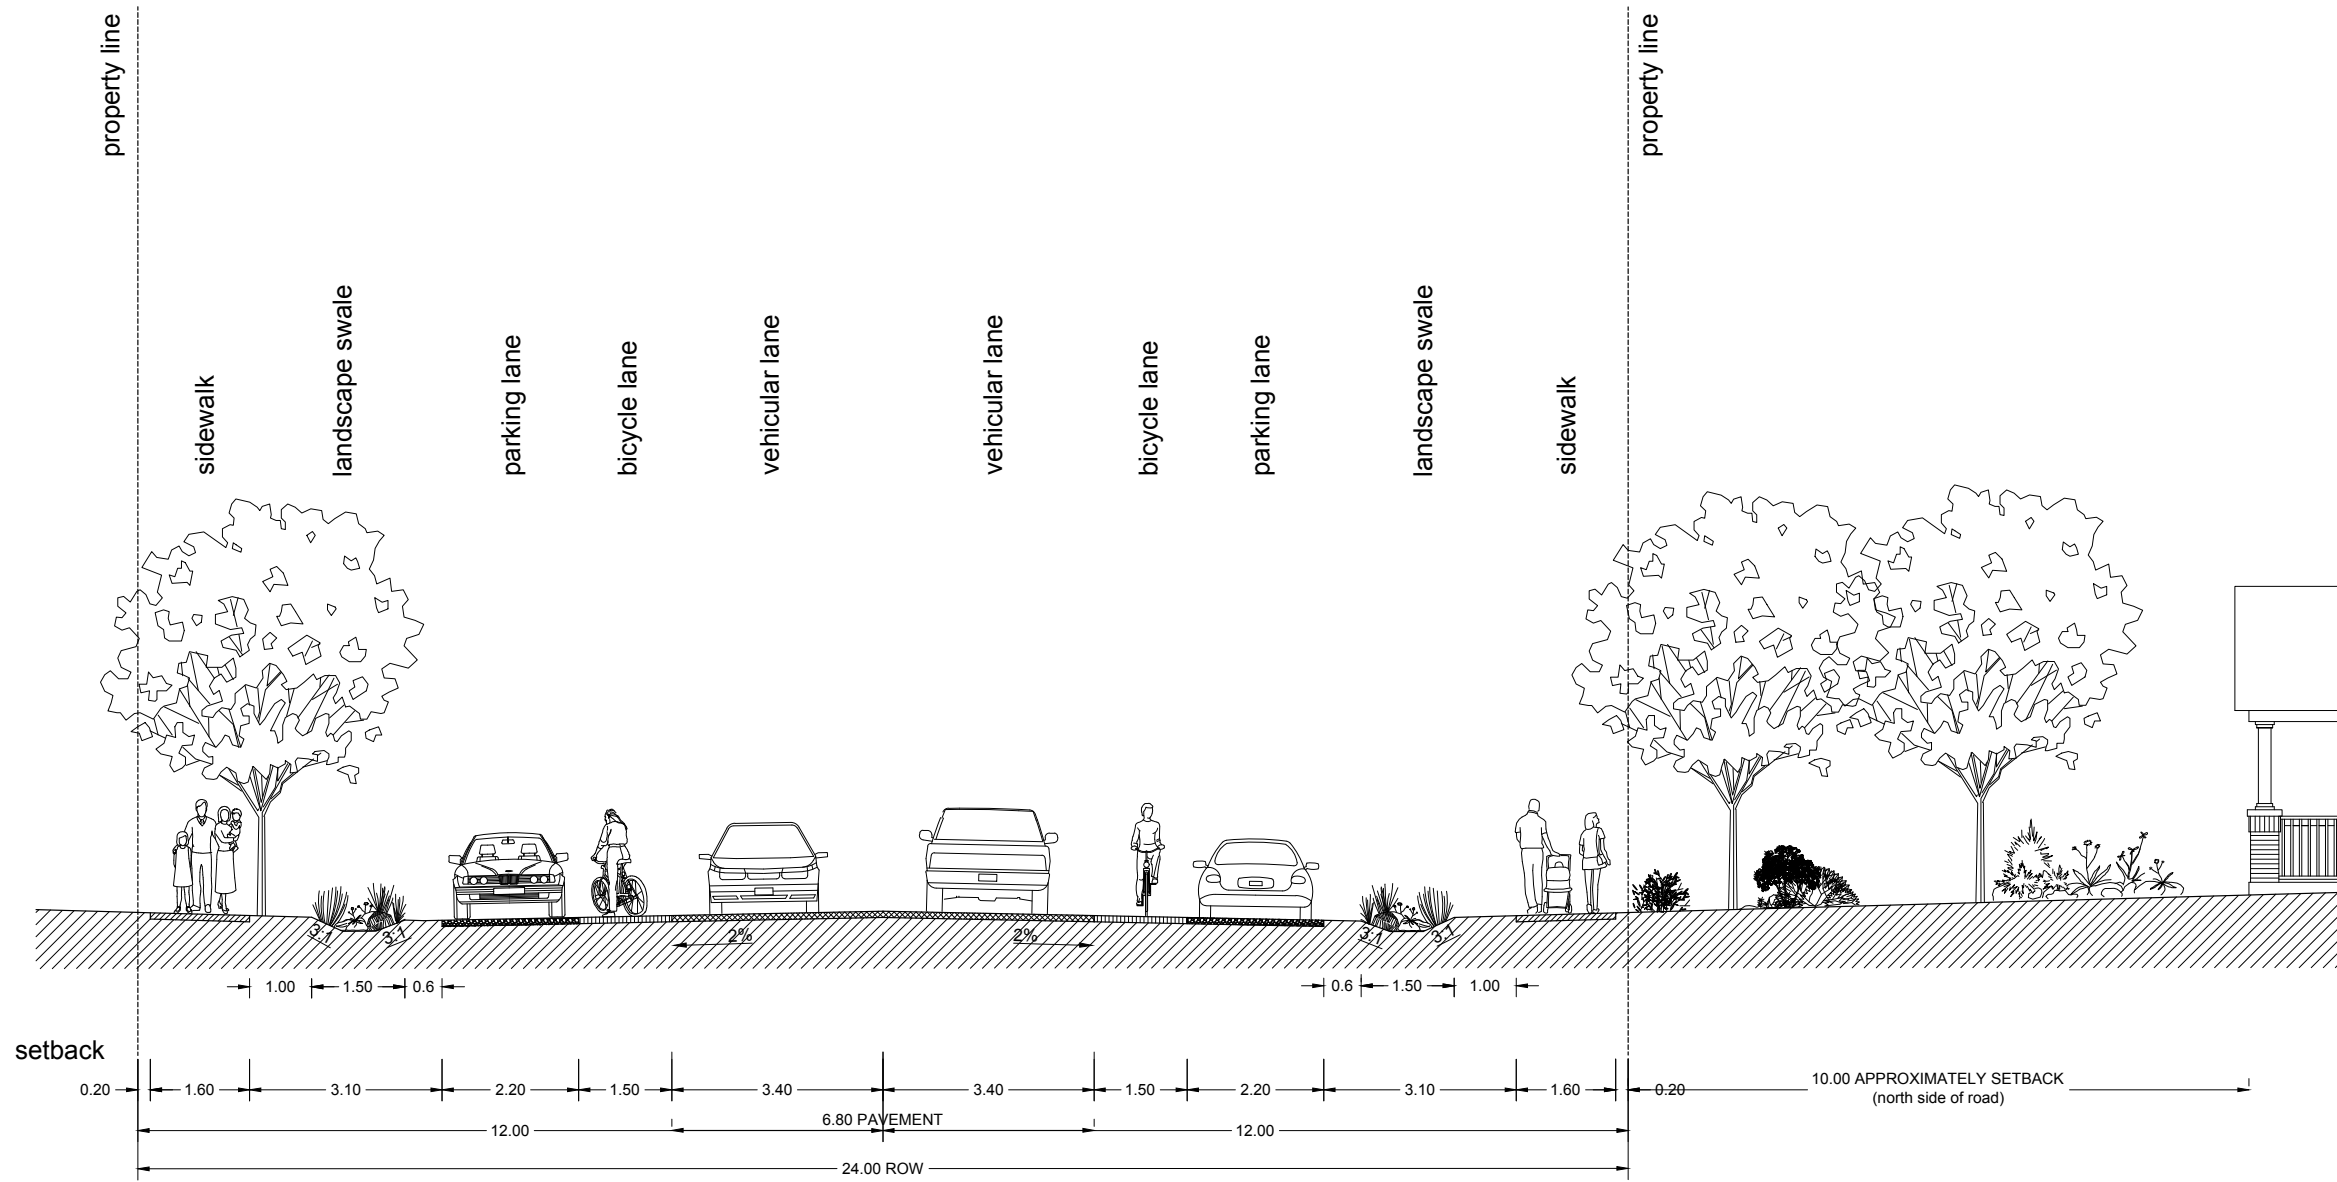 property line
property line
sidewalk
landscape swale
parking lane
bicycle lane
vehicular lane
vehicular lane
bicycle lane
parking lane
landscape swale
sidewalk
3:1
3:1
2%
2%
3:1
3:1
1.00
1.50
0.6
0.6
1.50
1.00
setback
0.20
1.60
3.10
2.20
1.50
3.40
3.40
1.50
2.20
3.10
1.60
0.20
10.00 APPROXIMATELY SETBACK
(north side of road)
12.00
6.80 PAVEMENT
12.00
24.00 ROW